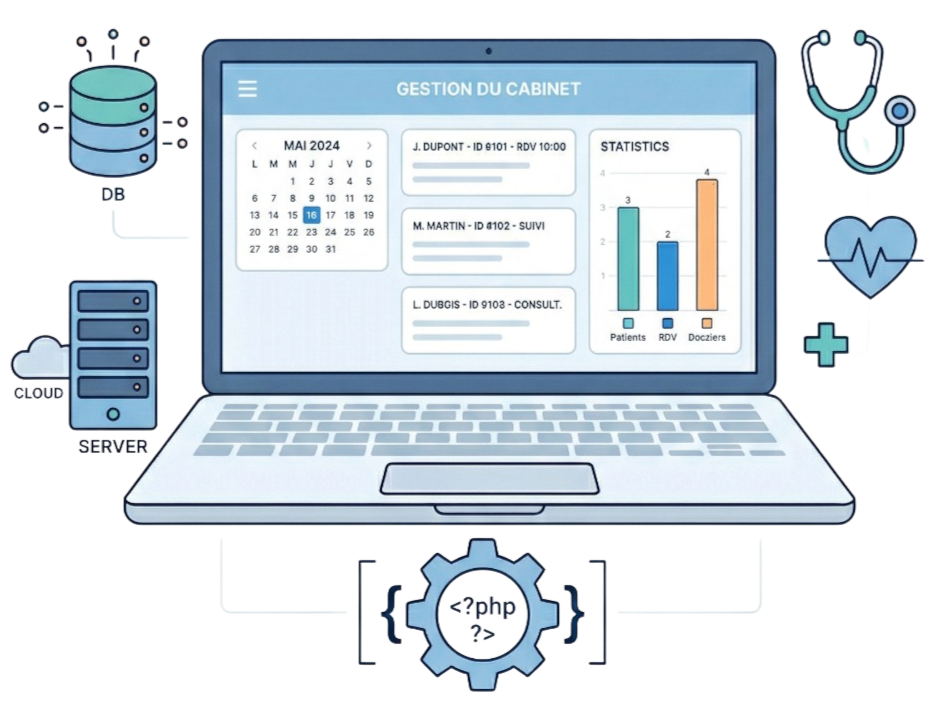 DB
CLOUD
SERVER
GESTION DU CABINET
< MAI 2024 >
L M M J J V D
1 2 3 4 5
6 7 8 9 10 11 12
13 14 15 16 17 18 19
20 21 22 23 24 25 26
27 28 29 30 31
J. DUPONT - ID 9101 - RDV 10:00
M. MARTIN - ID #102 - SUIVI
L. DUBGIS - ID 9103 - CONSULT.
STATISTICS
4
3
2
1
3
2
4
Patients RDV Docziers
{ <?php }
?>